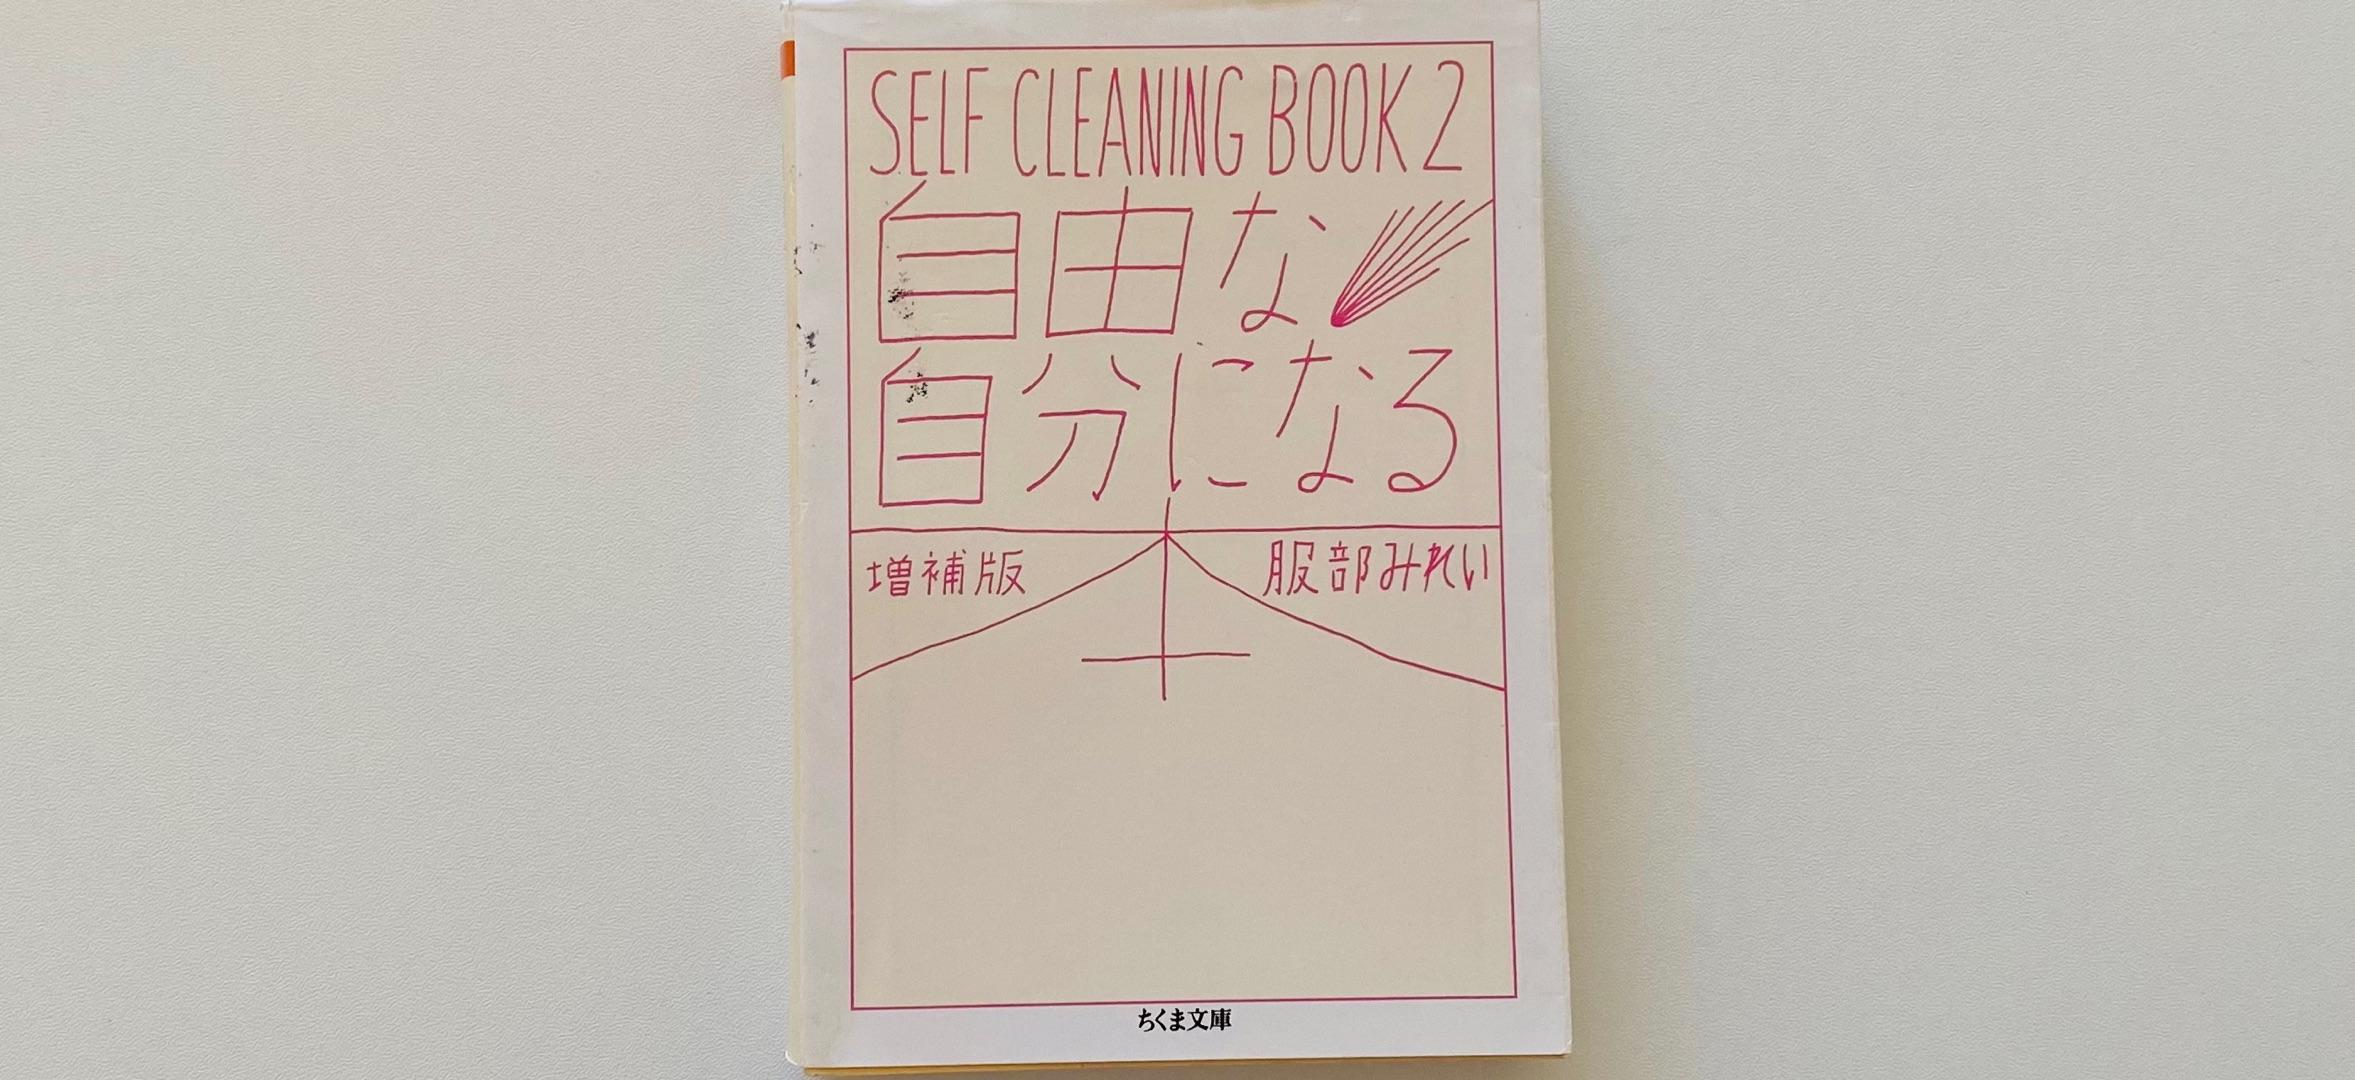 SELF CLEANING BOOK 2
自由な
自分になる
本
増補版
服部みれい
ちくま文庫